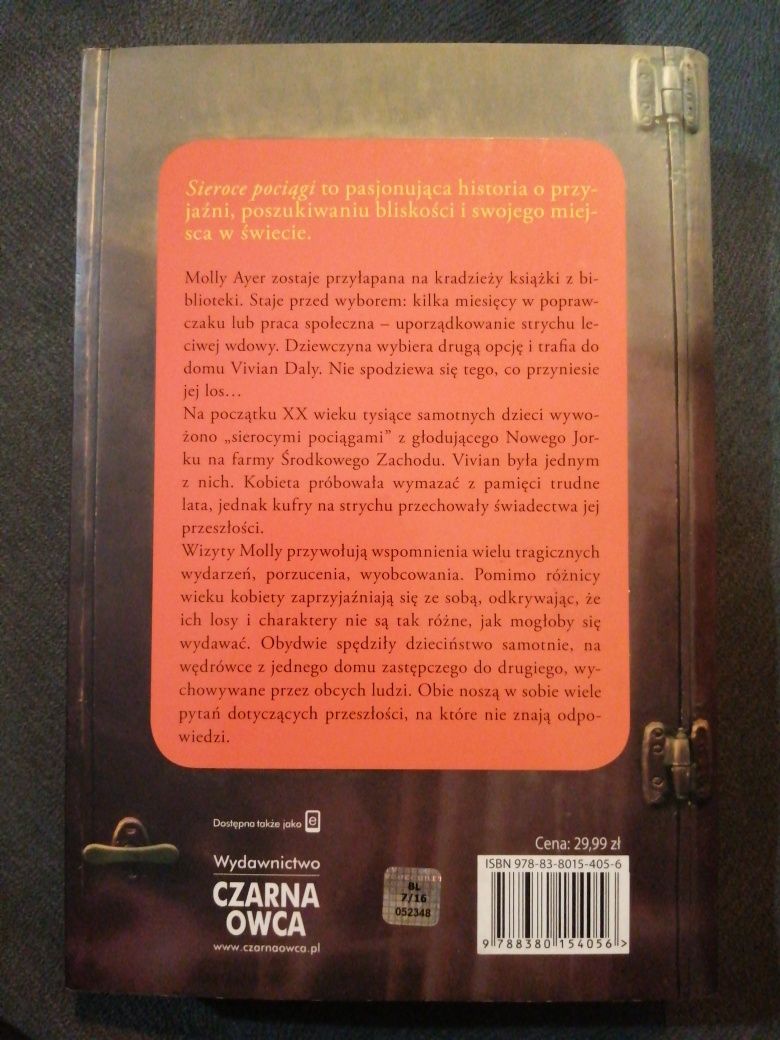 Sieroce pociągi to pasjonująca historia o przy-
jaźni, poszukiwaniu bliskości i swojego miej-
sca w świecie.
Molly Ayer zostaje przyłapana na kradzieży książki z bi-
blioteki. Staje przed wyborem: kilka miesięcy w popraw-
czaku lub praca społeczna – uporządkowanie strychu le-
ciwej wdowy. Dziewczyna wybiera drugą opcję i trafia do
domu Vivian Daly. Nie spodziewa się tego, co przyniesie
jej los…
Na początku XX wieku tysiące samotnych dzieci wywo-
żono „sierocymi pociągami” z głodującego Nowego Jor-
ku na farmy Środkowego Zachodu. Vivian była jednym
z nich. Kobieta próbowała wymazać z pamięci trudne
lata, jednak kufry na strychu przechowały świadectwa jej
przeszłości.
Wizyty Molly przywołują wspomnienia wielu tragicznych
wydarzeń, porzucenia, wyobcowania. Pomimo różnicy
wieku kobiety zaprzyjaźniają się ze sobą, odkrywając, że
ich losy i charaktery nie są tak różne, jak mogłoby się
wydawać. Obydwie spędziły dzieciństwo samotnie, na
wędrówce z jednego domu zastępczego do drugiego, wy-
chowywane przez obcych ludzi. Obie noszą w sobie wiele
pytań dotyczących przeszłości, na które nie znają odpo-
wiedzi.
Dostępna także jako e
Wydawnictwo
CZARNA
OWCA
www.czarnaowca.pl
BL
7/16
052348
Cena: 29,99 zł
ISBN 978-83-8015-405-6
9 788380 154056 >